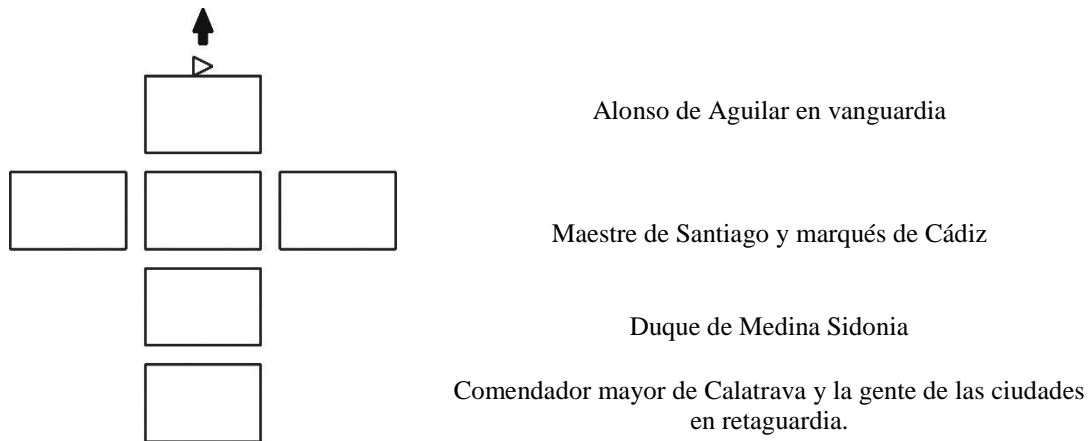 Alonso de Aguilar en vanguardia
Maestre de Santiago y marqués de Cádiz
Duque de Medina Sidonia
Comendador mayor de Calatrava y la gente de las ciudades
en retaguardia.